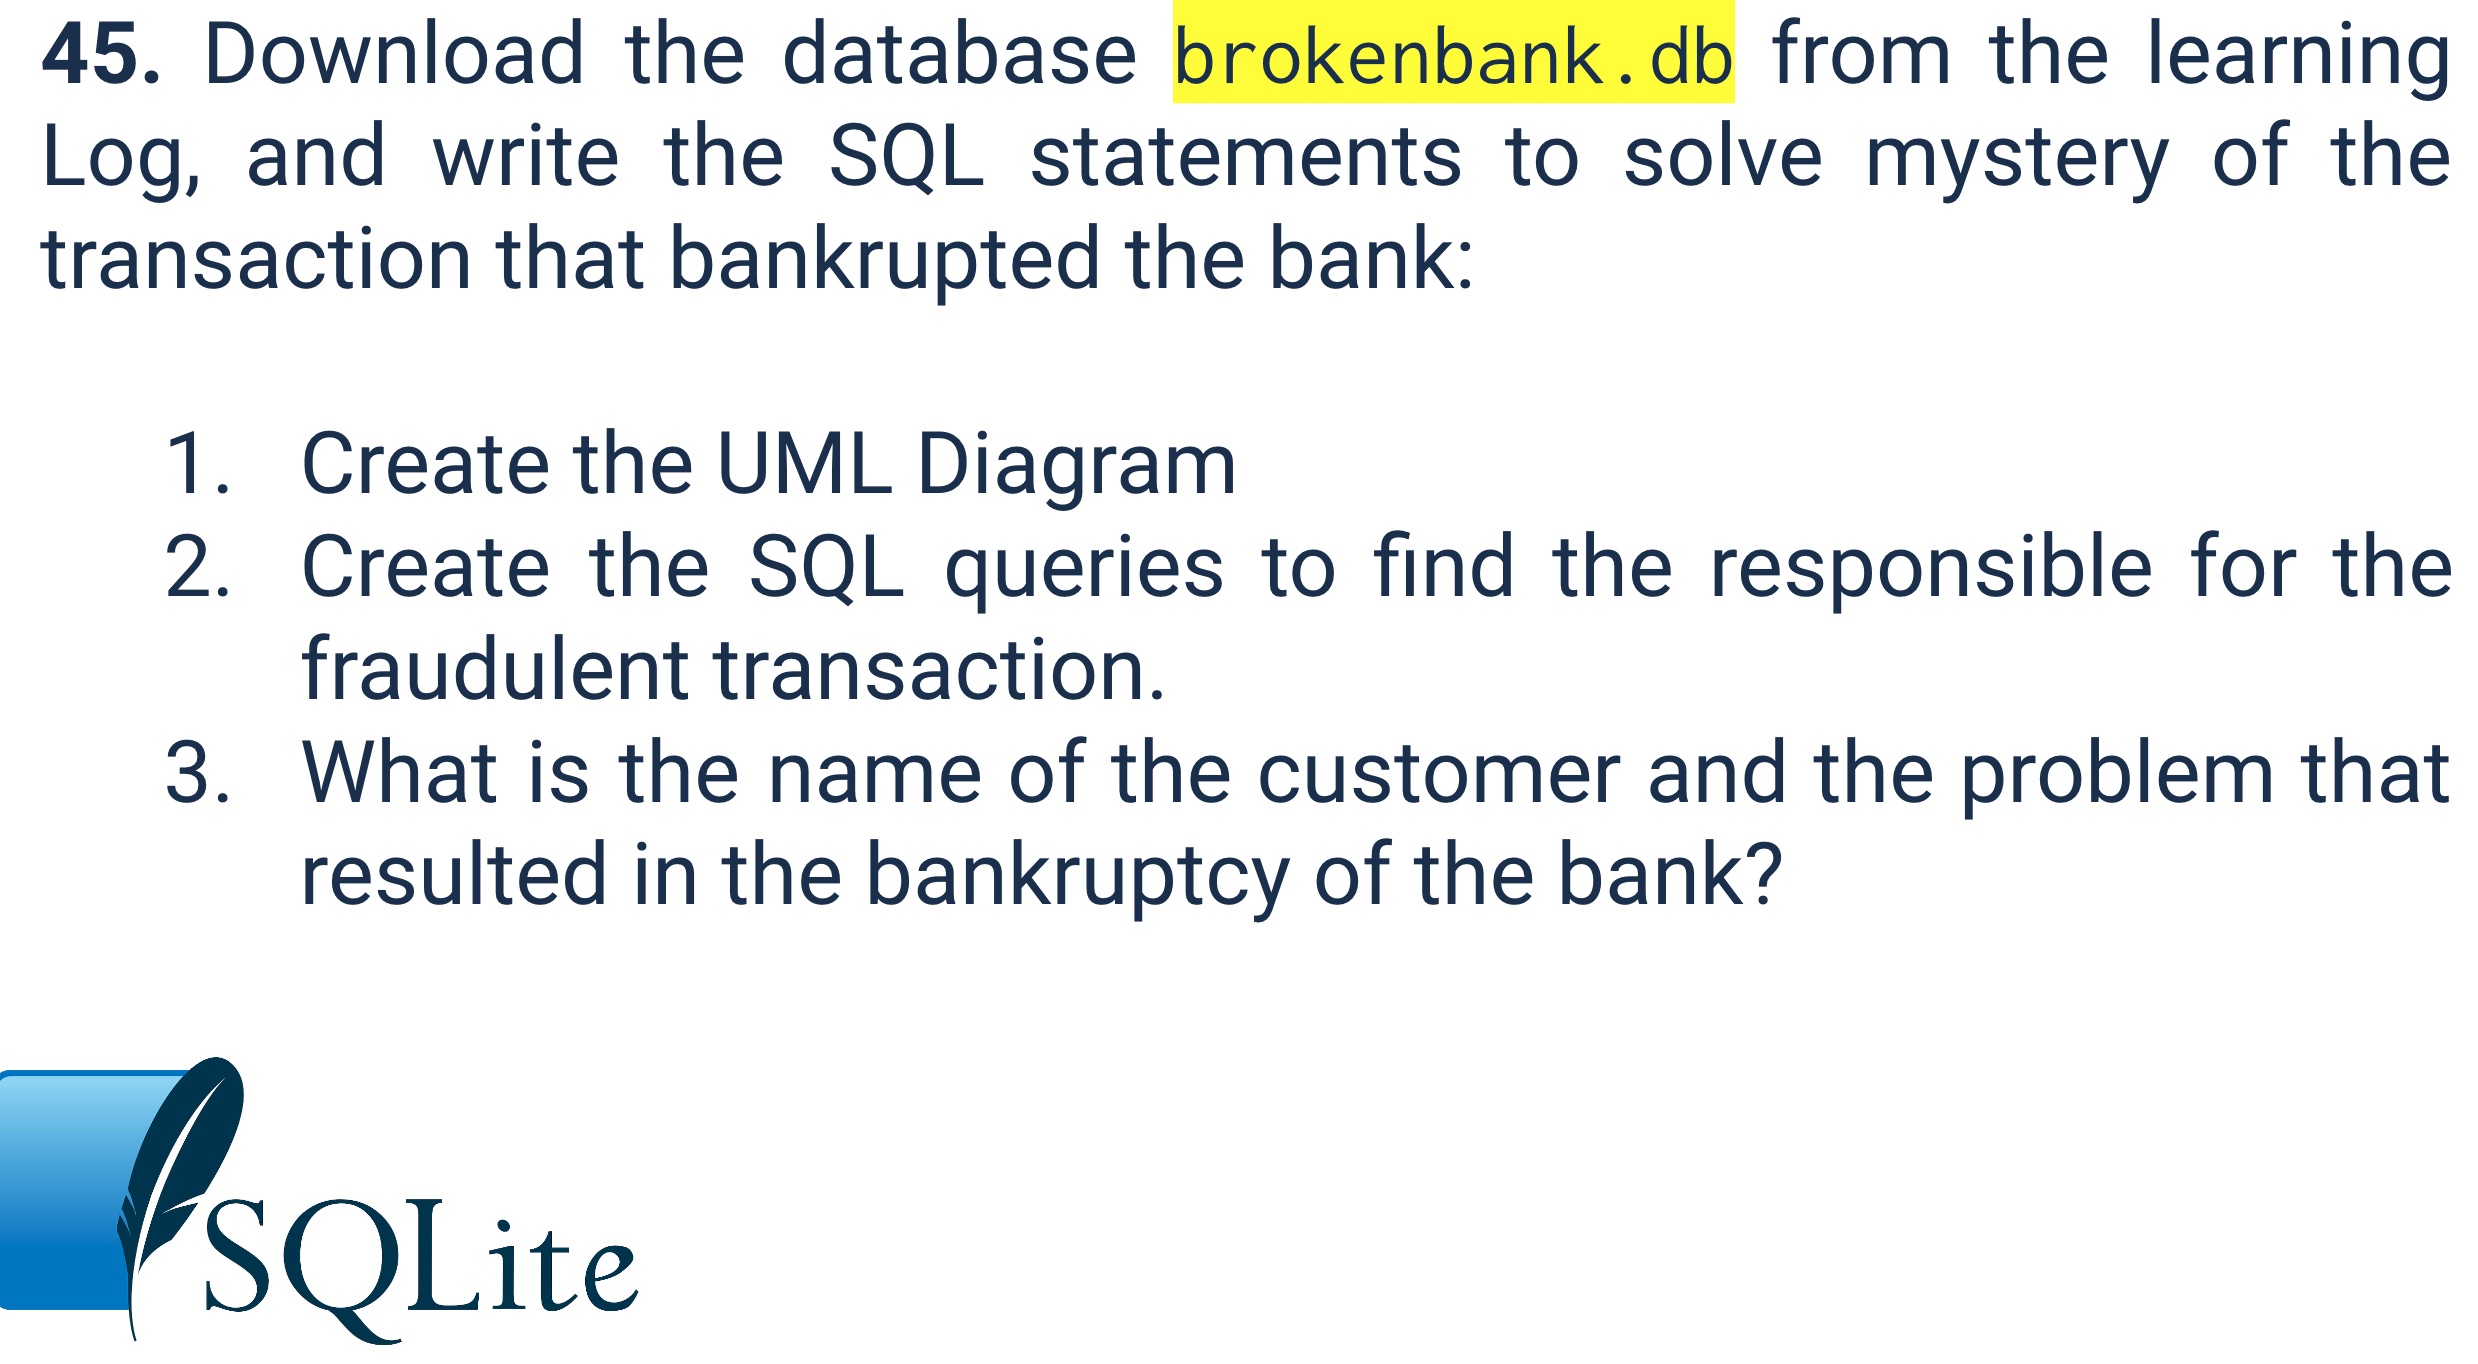 45. Download the database brokenbank.db from the learning
Log, and write the SQL statements to solve mystery of the
transaction that bankrupted the bank:
1. Create the UML Diagram
2. Create the SQL queries to find the responsible for the
fraudulent transaction.
3. What is the name of the customer and the problem that
resulted in the bankruptcy of the bank?
SQLite